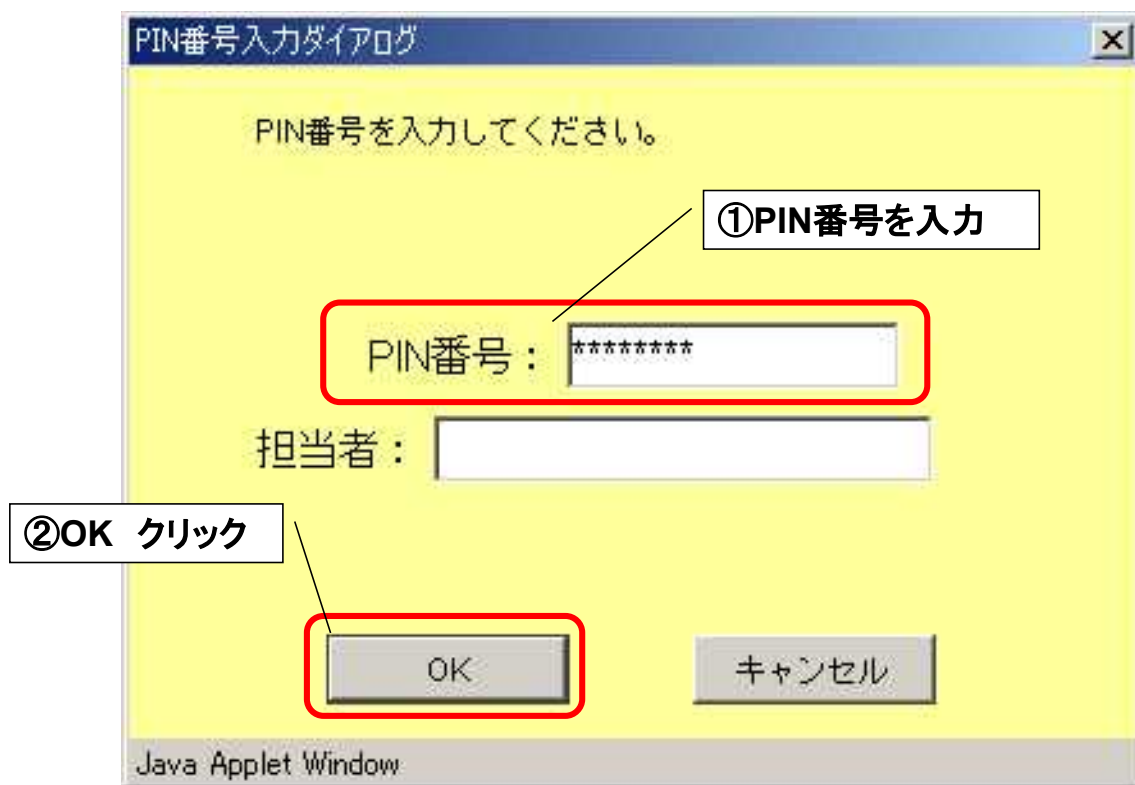 PIN番号入力ダイアログ
PIN番号を入力してください。
①PIN番号を入力
PIN番号： ********
担当者：
②OK クリック
OK キャンセル
Java Applet Window